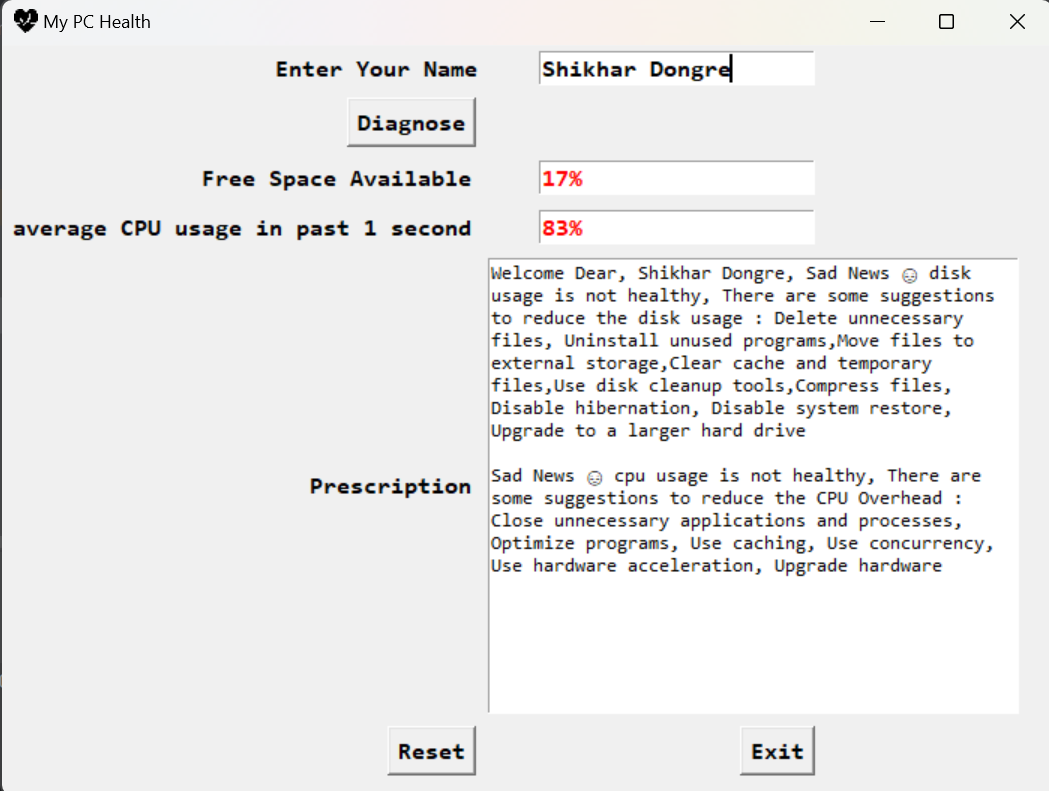 My PC Health
Enter Your Name Shikhar Dongre
Diagnose
Free Space Available 17%
average CPU usage in past 1 second 83%
Prescription
Welcome Dear, Shikhar Dongre, Sad News ☹ disk
usage is not healthy, There are some suggestions
to reduce the disk usage : Delete unnecessary
files, Uninstall unused programs,Move files to
external storage,Clear cache and temporary
files,Use disk cleanup tools,Compress files,
Disable hibernation, Disable system restore,
Upgrade to a larger hard drive
Sad News ☹ cpu usage is not healthy, There are
some suggestions to reduce the CPU Overhead :
Close unnecessary applications and processes,
Optimize programs, Use caching, Use concurrency,
Use hardware acceleration, Upgrade hardware
Reset Exit